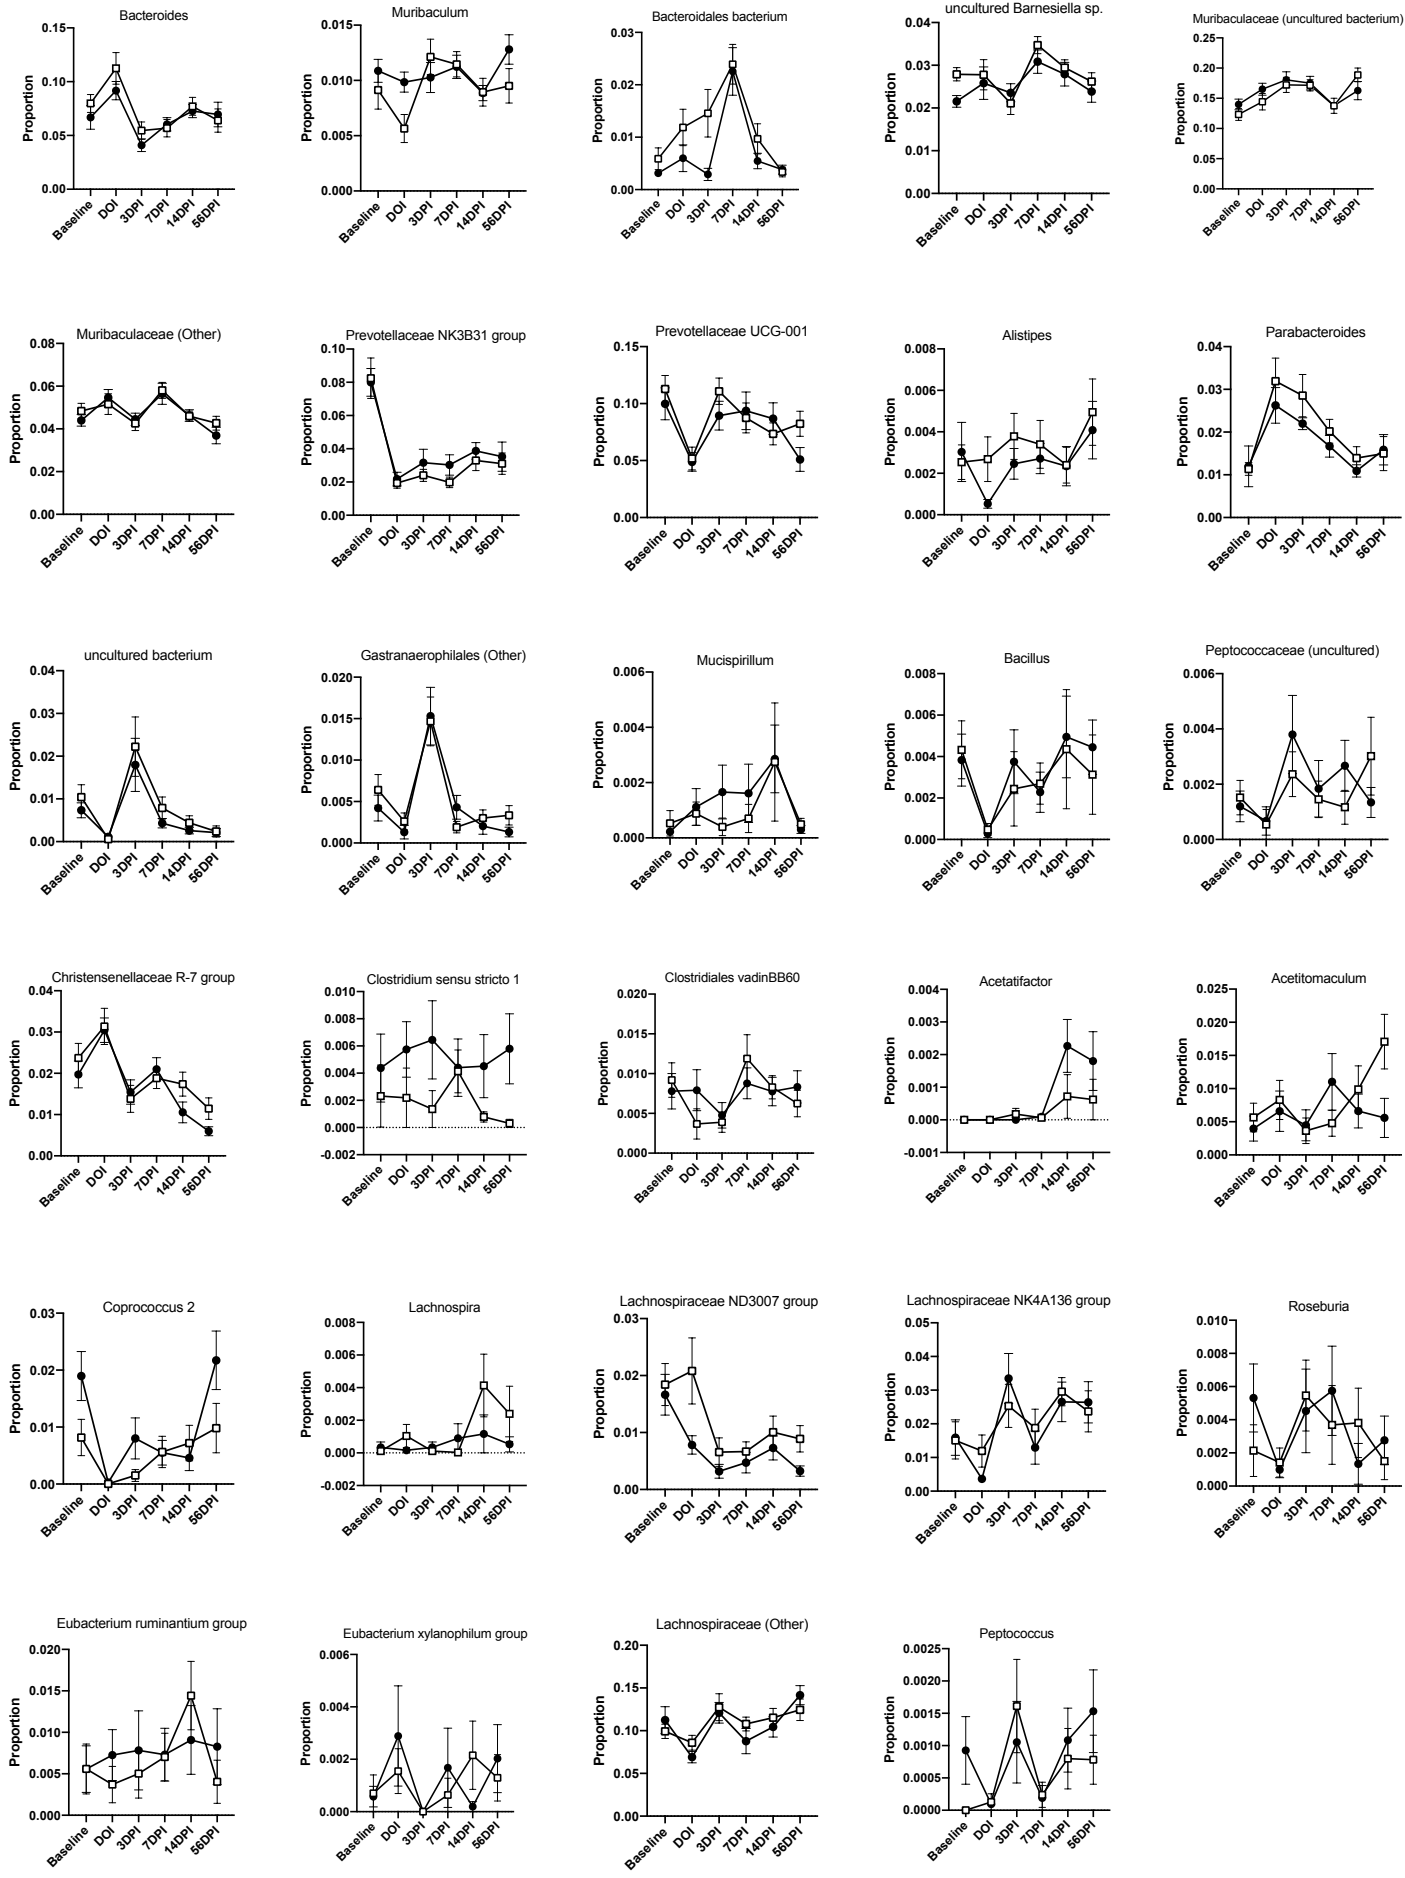 Bacteroides
Proportion
0.15
0.10
0.05
0.00
Baseline
DOI
3DPI
7DPI
14DPI
56DPI
Muribaculum
Proportion
0.015
0.010
0.005
0.000
Baseline
DOI
3DPI
7DPI
14DPI
56DPI
Bacteroidales bacterium
Proportion
0.03
0.02
0.01
0.00
Baseline
DOI
3DPI
7DPI
14DPI
56DPI
uncultured Barnesiella sp.
Proportion
0.04
0.03
0.02
0.01
0.00
Baseline
DOI
3DPI
7DPI
14DPI
56DPI
Muribaculaceae (uncultured bacterium)
Proportion
0.25
0.20
0.15
0.10
0.05
0.00
Baseline
DOI
3DPI
7DPI
14DPI
56DPI
Muribaculaceae (Other)
Proportion
0.08
0.06
0.04
0.02
0.00
Baseline
DOI
3DPI
7DPI
14DPI
56DPI
Prevotellaceae NK3B31 group
Proportion
0.10
0.08
0.06
0.04
0.02
0.00
Baseline
DOI
3DPI
7DPI
14DPI
56DPI
Prevotellaceae UCG-001
Proportion
0.15
0.10
0.05
0.00
Baseline
DOI
3DPI
7DPI
14DPI
56DPI
Alistipes
Proportion
0.008
0.006
0.004
0.002
0.000
Baseline
DOI
3DPI
7DPI
14DPI
56DPI
Parabacteroides
Proportion
0.04
0.03
0.02
0.01
0.00
Baseline
DOI
3DPI
7DPI
14DPI
56DPI
uncultured bacterium
Proportion
0.04
0.03
0.02
0.01
0.00
Baseline
DOI
3DPI
7DPI
14DPI
56DPI
Gastranaerophilales (Other)
Proportion
0.020
0.015
0.010
0.005
0.000
Baseline
DOI
3DPI
7DPI
14DPI
56DPI
Mucispirillum
Proportion
0.006
0.004
0.002
0.000
Baseline
DOI
3DPI
7DPI
14DPI
56DPI
Bacillus
Proportion
0.008
0.006
0.004
0.002
0.000
Baseline
DOI
3DPI
7DPI
14DPI
56DPI
Peptococcaceae (uncultured)
Proportion
0.006
0.004
0.002
0.000
Baseline
DOI
3DPI
7DPI
14DPI
56DPI
Christensenellaceae R-7 group
Proportion
0.04
0.03
0.02
0.01
0.00
Baseline
DOI
3DPI
7DPI
14DPI
56DPI
Clostridium sensu stricto 1
Proportion
0.010
0.008
0.006
0.004
0.002
0.000
-0.002
Baseline
DOI
3DPI
7DPI
14DPI
56DPI
Clostridiales vadinBB60
Proportion
0.020
0.015
0.010
0.005
0.000
Baseline
DOI
3DPI
7DPI
14DPI
56DPI
Acetatifactor
Proportion
0.004
0.003
0.002
0.001
0.000
-0.001
Baseline
DOI
3DPI
7DPI
14DPI
56DPI
Acetitomaculum
Proportion
0.025
0.020
0.015
0.010
0.005
0.000
Baseline
DOI
3DPI
7DPI
14DPI
56DPI
Coprococcus 2
Proportion
0.03
0.02
0.01
0.00
Baseline
DOI
3DPI
7DPI
14DPI
56DPI
Lachnospira
Proportion
0.008
0.006
0.004
0.002
0.000
-0.002
Baseline
DOI
3DPI
7DPI
14DPI
56DPI
Lachnospiraceae ND3007 group
Proportion
0.03
0.02
0.01
0.00
Baseline
DOI
3DPI
7DPI
14DPI
56DPI
Lachnospiraceae NK4A136 group
Proportion
0.05
0.04
0.03
0.02
0.01
0.00
Baseline
DOI
3DPI
7DPI
14DPI
56DPI
Roseburia
Proportion
0.010
0.008
0.006
0.004
0.002
0.000
Baseline
DOI
3DPI
7DPI
14DPI
56DPI
Eubacterium ruminantium group
Proportion
0.020
0.015
0.010
0.005
0.000
Baseline
DOI
3DPI
7DPI
14DPI
56DPI
Eubacterium xylanophilum group
Proportion
0.006
0.004
0.002
0.000
Baseline
DOI
3DPI
7DPI
14DPI
56DPI
Lachnospiraceae (Other)
Proportion
0.20
0.15
0.10
0.05
0.00
Baseline
DOI
3DPI
7DPI
14DPI
56DPI
Peptococcus
Proportion
0.0025
0.0020
0.0015
0.0010
0.0005
0.0000
Baseline
DOI
3DPI
7DPI
14DPI
56DPI